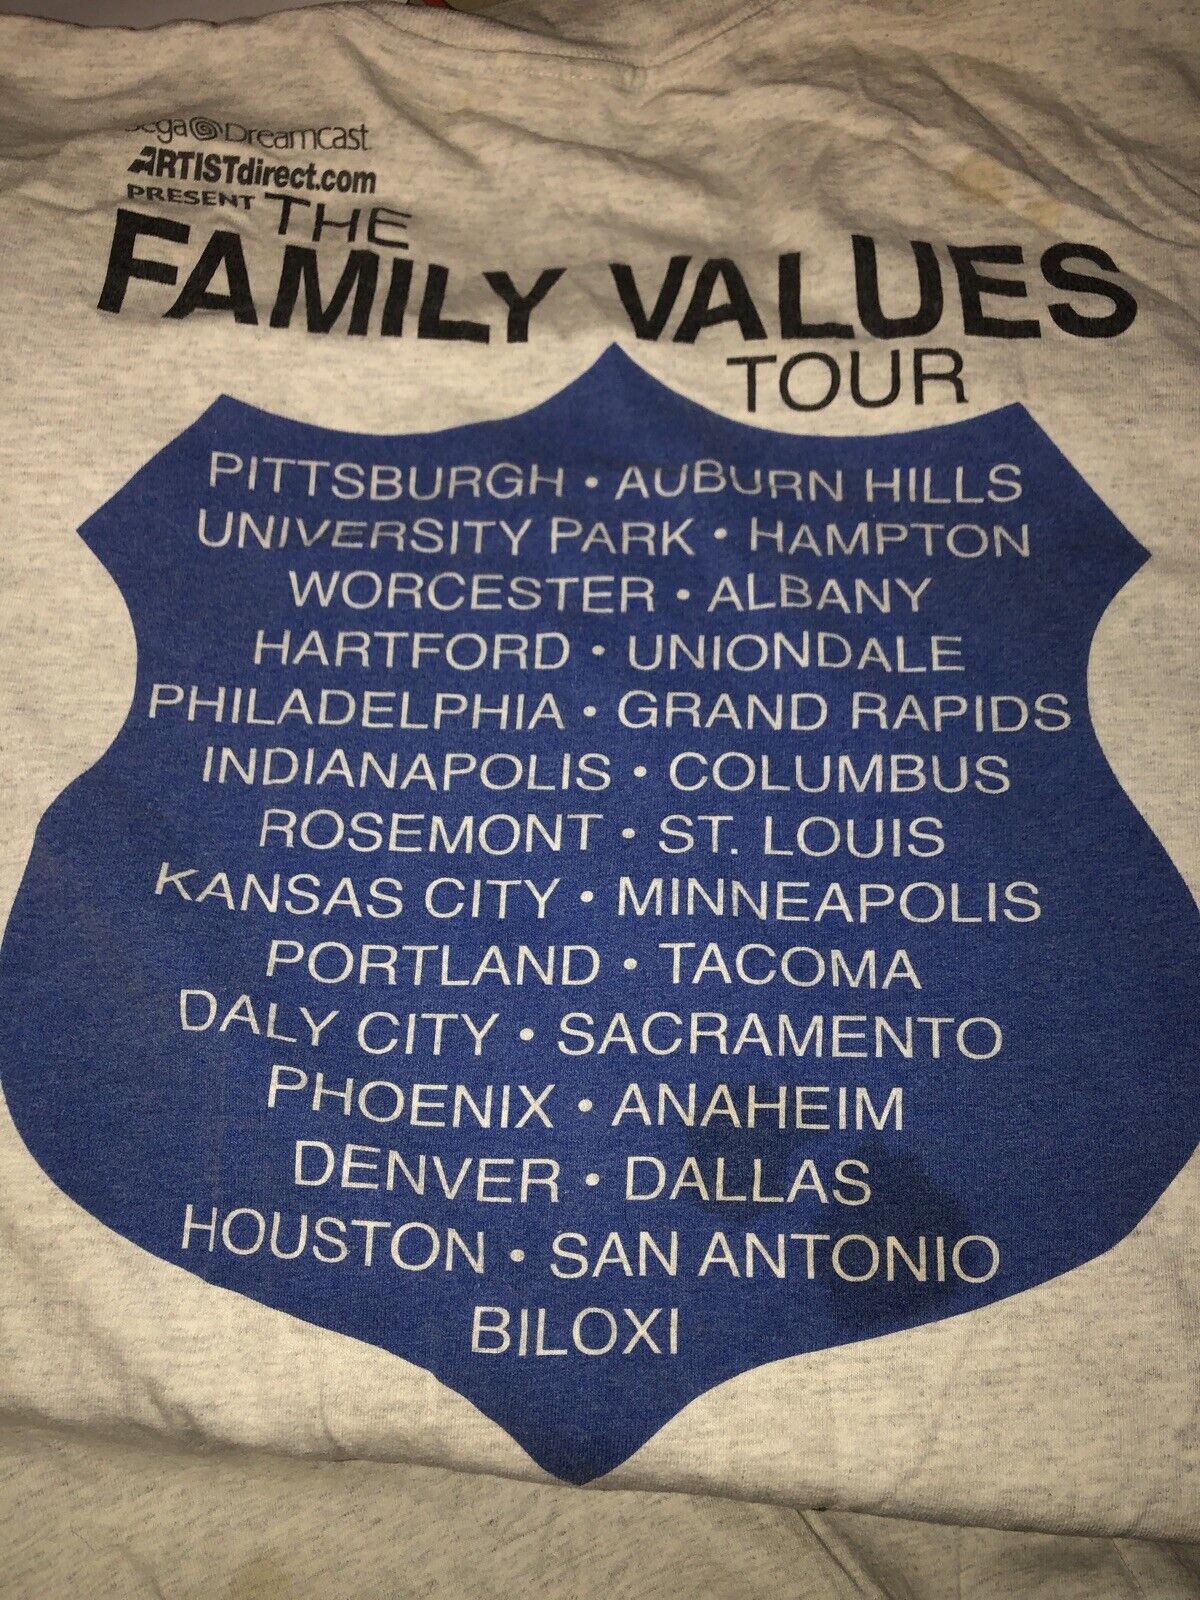 Sega Dreamcast
ARTISTdirect.com
PRESENT THE
FAMILY VALUES
TOUR
PITTSBURGH • AUBURN HILLS
UNIVERSITY PARK • HAMPTON
WORCESTER • ALBANY
HARTFORD • UNIONDALE
PHILADELPHIA • GRAND RAPIDS
INDIANAPOLIS • COLUMBUS
ROSEMONT • ST. LOUIS
KANSAS CITY • MINNEAPOLIS
PORTLAND • TACOMA
DALY CITY • SACRAMENTO
PHOENIX • ANAHEIM
DENVER • DALLAS
HOUSTON • SAN ANTONIO
BILOXI